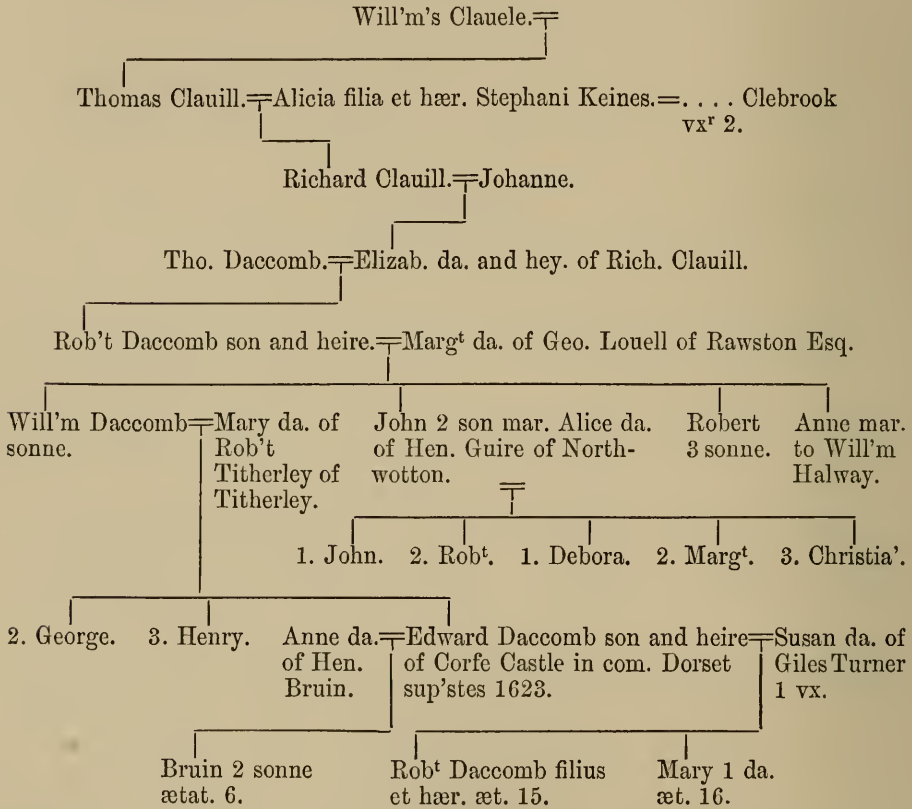 Will'm's Clauele.
Thomas Clauill. Alicia filia et hær. Stephani Keines.=. . . . Clebrook
vxʳ 2.
Richard Clauill. Johanne.
Tho. Daccomb. Elizab. da. and hey. of Rich. Clauill.
Rob't Daccomb son and heire. Margᵗ da. of Geo. Louell of Rawston Esq.
Will'm Daccomb
sonne.
Mary da. of
Rob't
Titherley of
Titherley.
John 2 son mar. Alice da.
of Hen. Guire of North-
wotton.
Robert
3 sonne.
Anne mar.
to Will'm
Halway.
1. John. 2. Robᵗ. 1. Debora. 2. Margᵗ. 3. Christia'.
2. George. 3. Henry.
Anne da.
of Hen.
Bruin.
Edward Daccomb son and heire
of Corfe Castle in com. Dorset
sup'stes 1623.
Susan da. of
Giles Turner
1 vx.
Bruin 2 sonne
ætat. 6.
Robᵗ Daccomb filius
et hær. æt. 15.
Mary 1 da.
æt. 16.